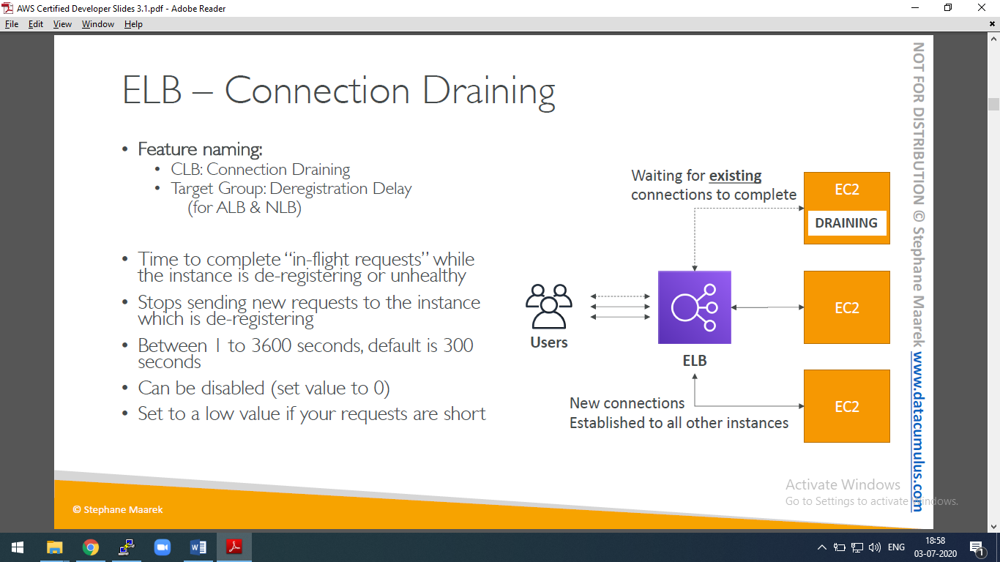 AWS Certified Developer Slides 3.1.pdf - Adobe Reader
File Edit View Window Help
ELB – Connection Draining
• Feature naming:
• CLB: Connection Draining
• Target Group: Deregistration Delay
(for ALB & NLB)
• Time to complete “in-flight requests” while
the instance is de-registering or unhealthy
• Stops sending new requests to the instance
which is de-registering
• Between 1 to 3600 seconds, default is 300
seconds
• Can be disabled (set value to 0)
• Set to a low value if your requests are short
Waiting for existing
connections to complete
EC2
DRAINING
Users
ELB
EC2
New connections
Established to all other instances
EC2
NOT FOR DISTRIBUTION © Stephane Maarek www.datacumulus.com
© Stephane Maarek
Activate Windows
Go to Settings to activate Windows.
ENG
18:58
03-07-2020
1